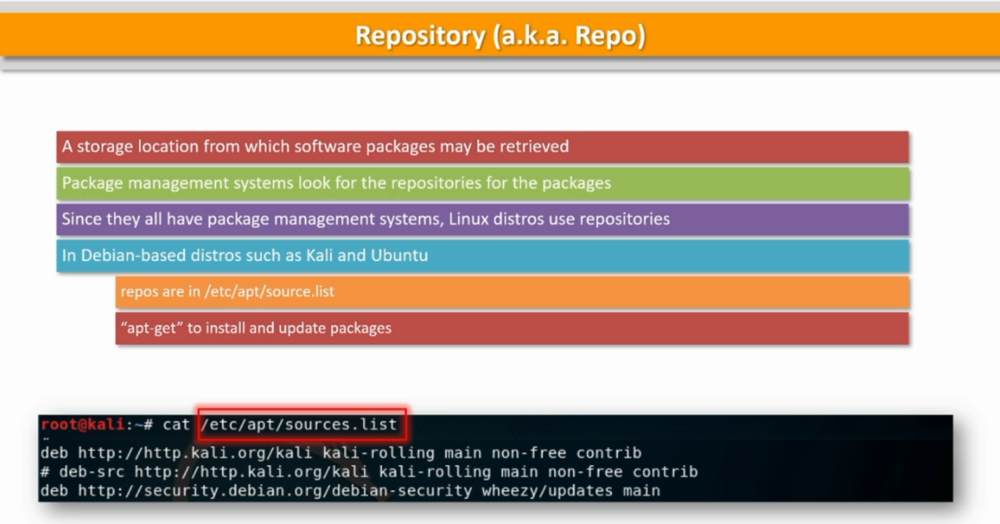 Repository (a.k.a. Repo)
A storage location from which software packages may be retrieved
Package management systems look for the repositories for the packages
Since they all have package management systems, Linux distros use repositories
In Debian-based distros such as Kali and Ubuntu
repos are in /etc/apt/source.list
“apt-get” to install and update packages
root@kali:~# cat /etc/apt/sources.list
deb http://http.kali.org/kali kali-rolling main non-free contrib
# deb-src http://http.kali.org/kali kali-rolling main non-free contrib
deb http://security.debian.org/debian-security wheezy/updates main